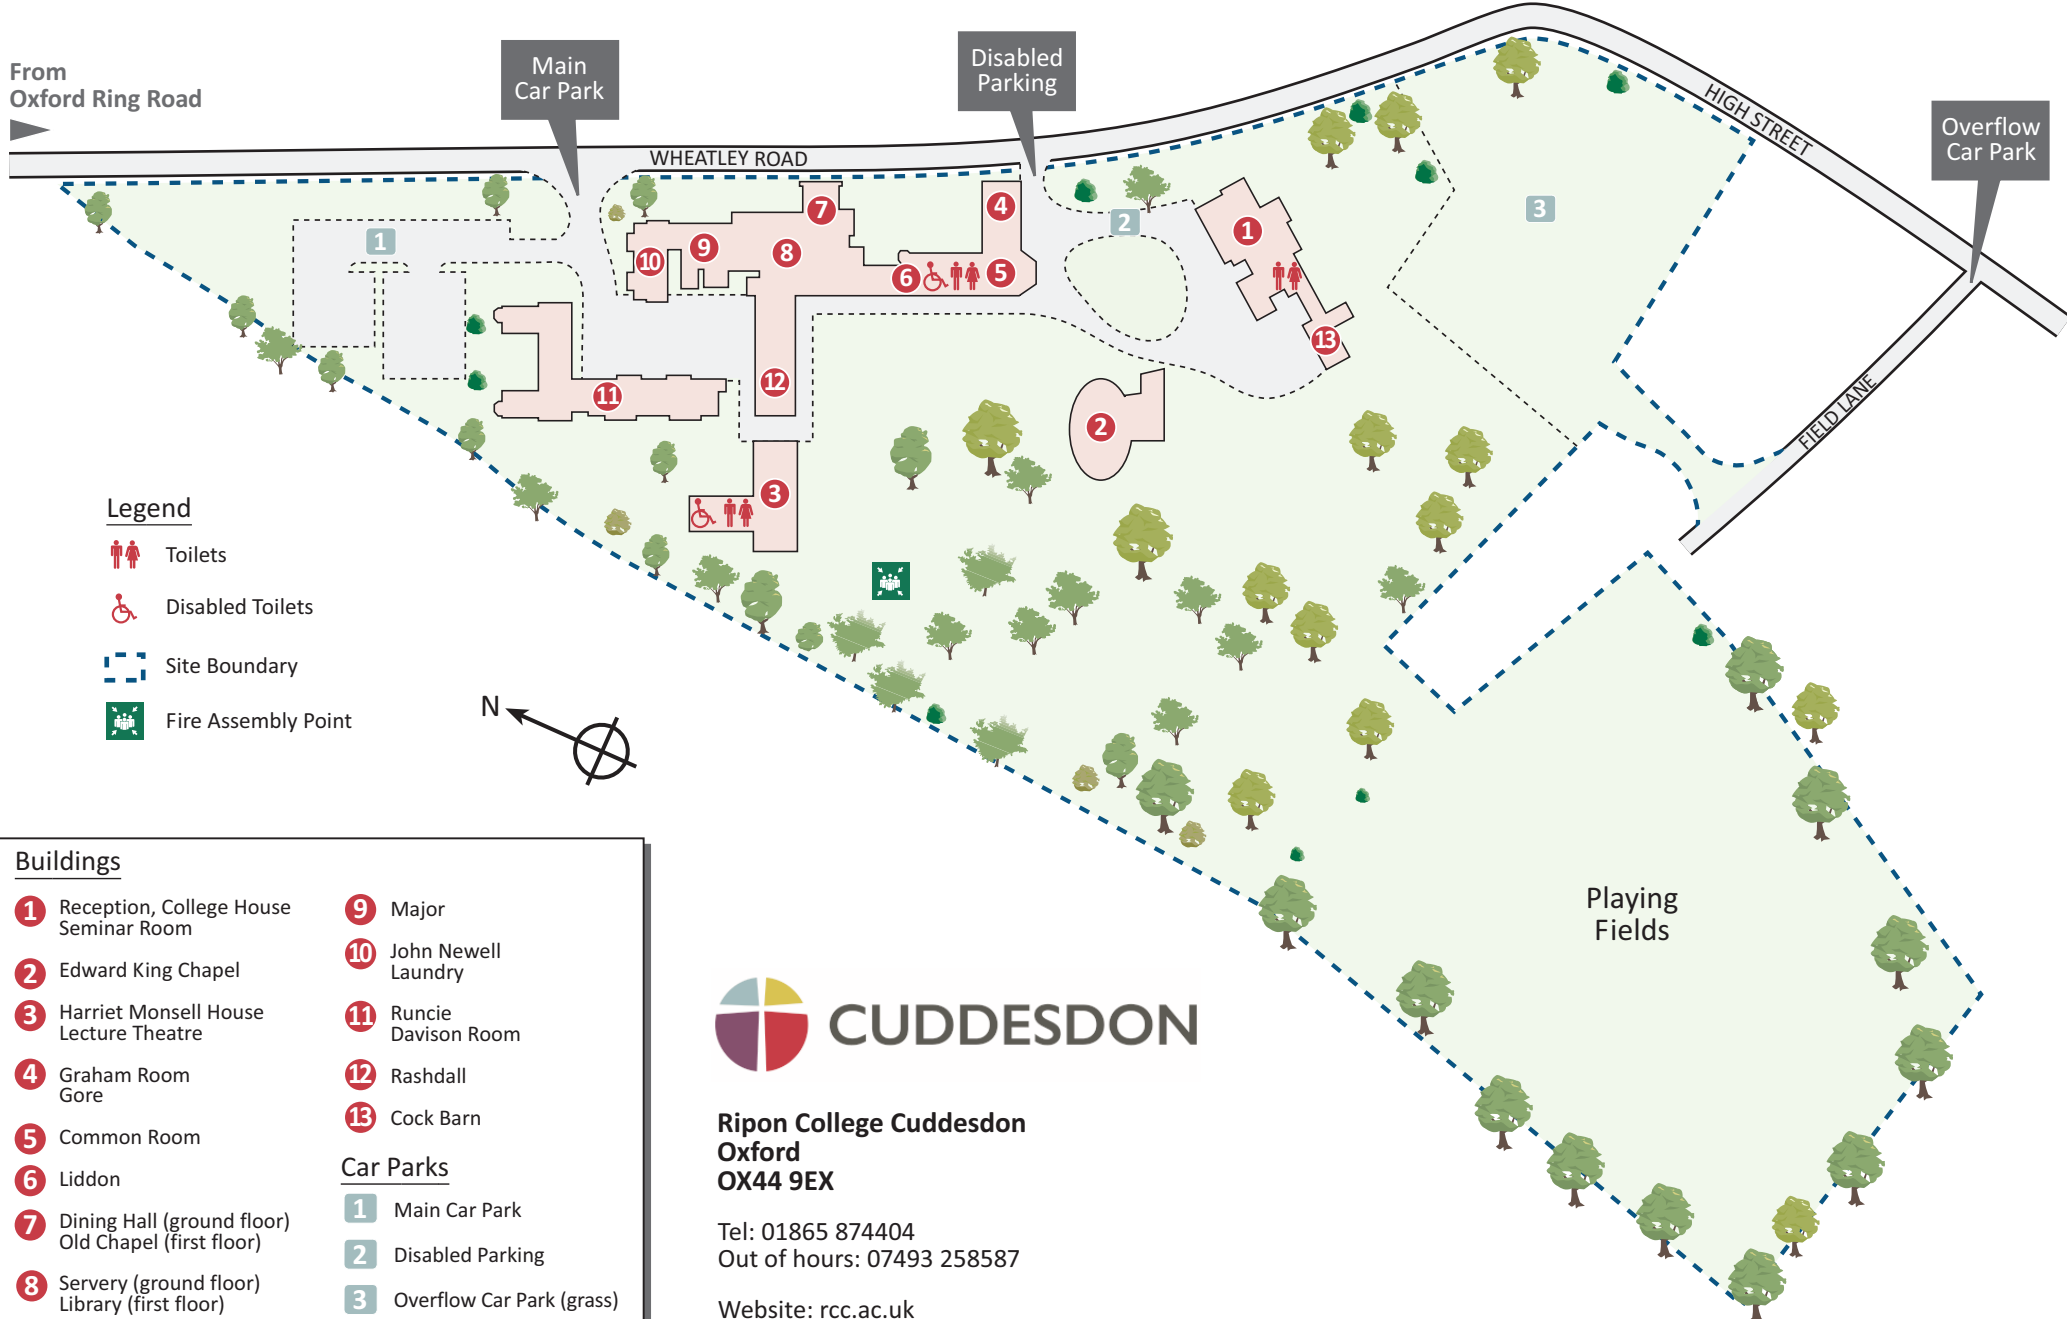 From
Oxford Ring Road
Main
Car Park
Disabled
Parking
Overflow
Car Park
WHEATLEY ROAD
HIGH STREET
FIELD LANE
1
2
3
4
7
1
9
8
10
6
5
13
12
11
2
3
Legend
Toilets
Disabled Toilets
Site Boundary
Fire Assembly Point
N
Playing
Fields
Buildings
1 Reception, College House
Seminar Room
2 Edward King Chapel
3 Harriet Monsell House
Lecture Theatre
4 Graham Room
Gore
5 Common Room
6 Liddon
7 Dining Hall (ground floor)
Old Chapel (first floor)
8 Servery (ground floor)
Library (first floor)
9 Major
10 John Newell
Laundry
11 Runcie
Davison Room
12 Rashdall
13 Cock Barn
Car Parks
1 Main Car Park
2 Disabled Parking
3 Overflow Car Park (grass)
CUDDESDON
Ripon College Cuddesdon
Oxford
OX44 9EX
Tel: 01865 874404
Out of hours: 07493 258587
Website: rcc.ac.uk